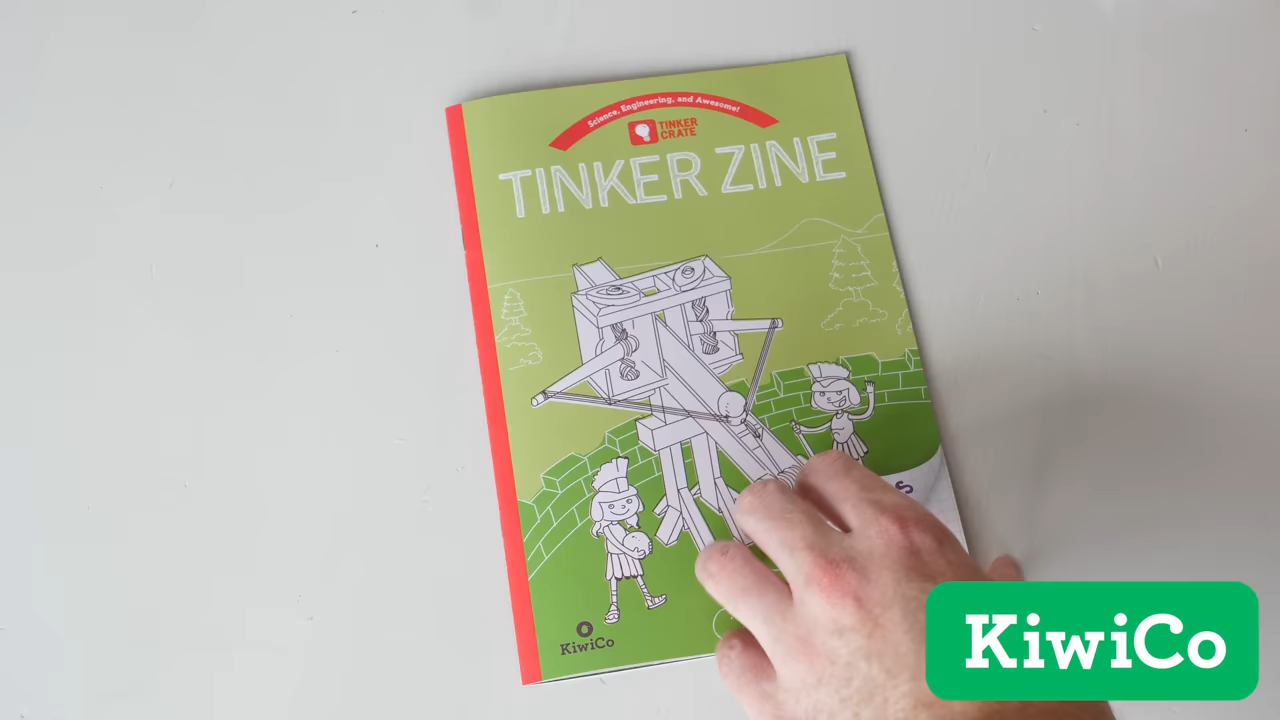 Science, Engineering, and Awesome!
TINKER
CRATE
TINKER ZINE
KiwiCo
KiwiCo